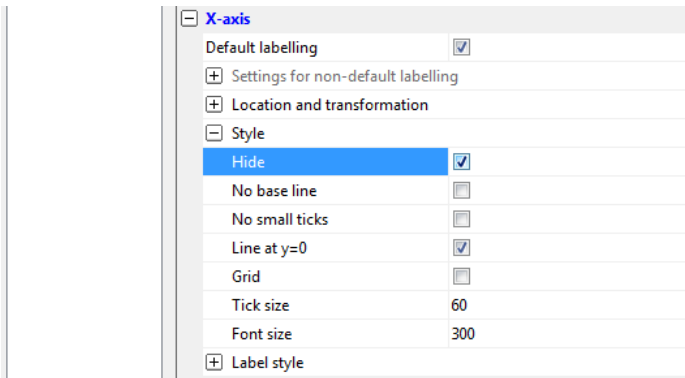 X-axis
Default labelling
Settings for non-default labelling
Location and transformation
Style
Hide
No base line
No small ticks
Line at y=0
Grid
Tick size 60
Font size 300
Label style